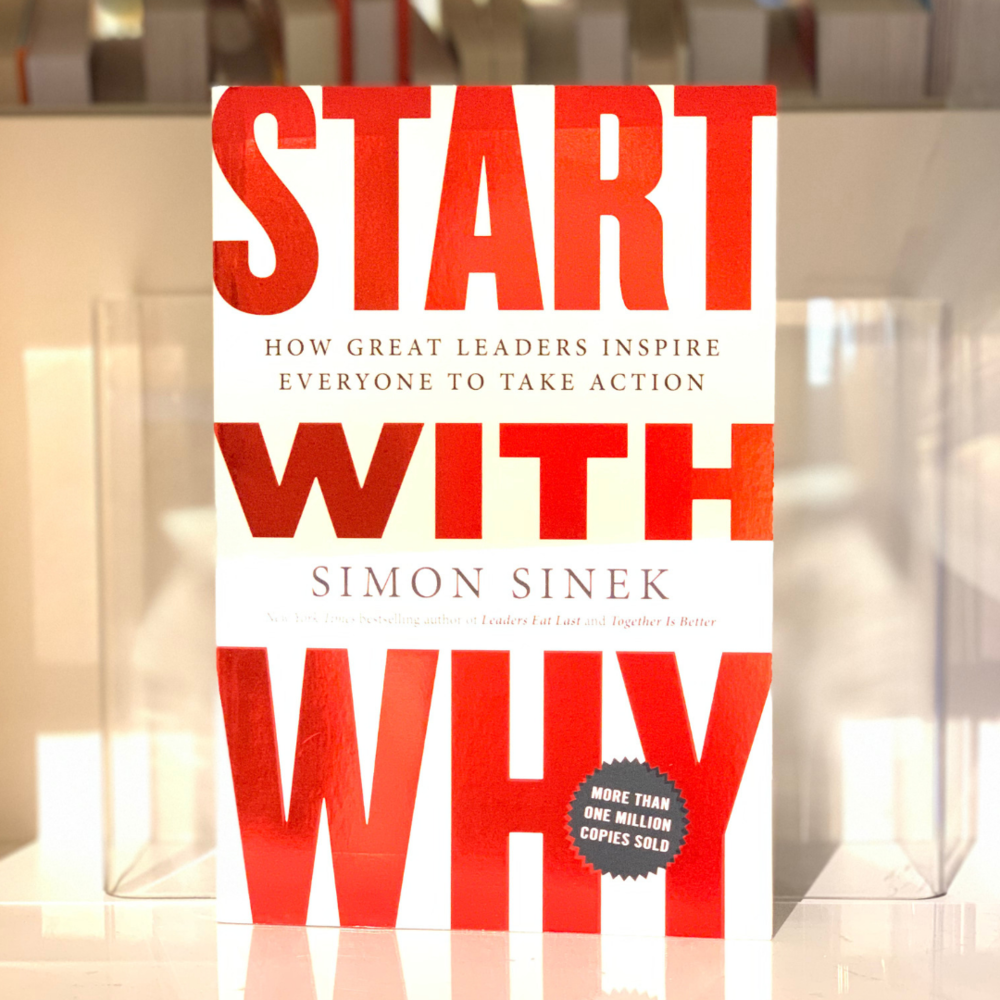 START
HOW GREAT LEADERS INSPIRE
EVERYONE TO TAKE ACTION
WITH
SIMON SINEK
New York Times bestselling author of Leaders Eat Last and Together Is Better
WHY
MORE THAN
ONE MILLION
COPIES SOLD